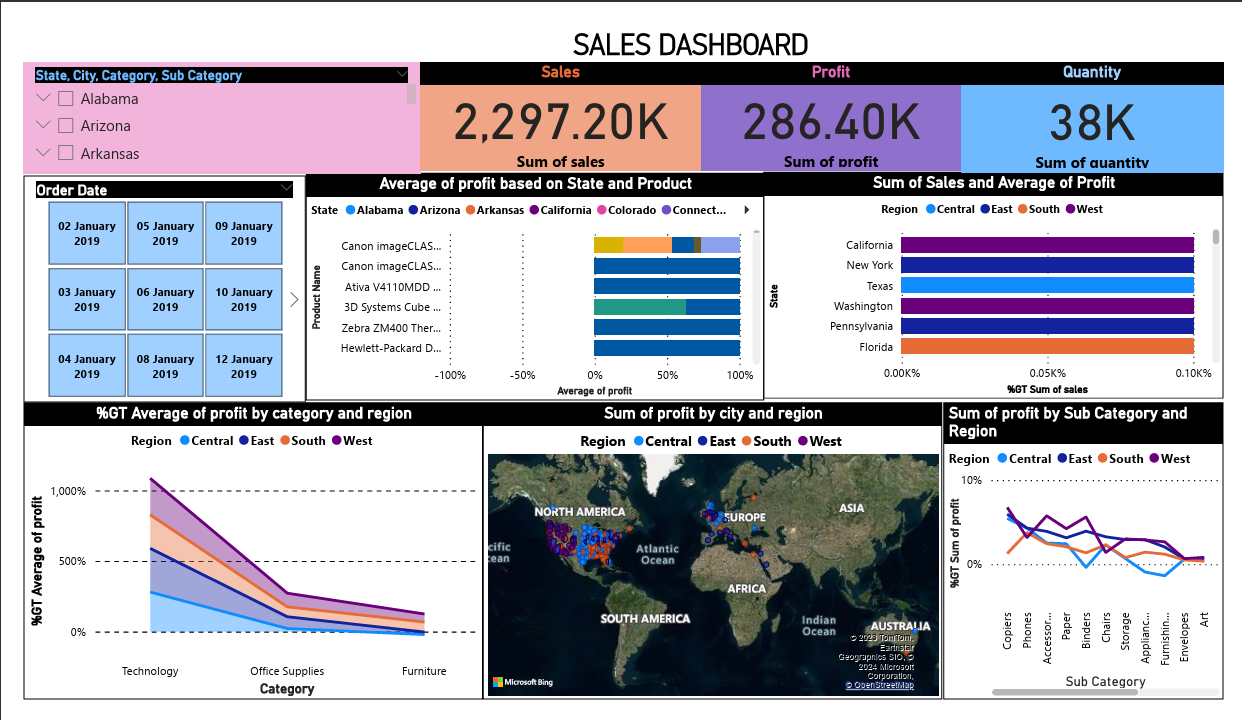 SALES DASHBOARD
State, City, Category, Sub Category
Alabama
Arizona
Arkansas
Sales
2,297.20K
Sum of sales
Profit
286.40K
Sum of profit
Quantity
38K
Sum of quantity
Order Date
02 January
2019
05 January
2019
09 January
2019
03 January
2019
06 January
2019
10 January
2019
04 January
2019
08 January
2019
12 January
2019
Average of profit based on State and Product
State Alabama Arizona Arkansas California Colorado Connect...
Product Name
Canon imageCLAS...
Canon imageCLAS...
Ativa V4110MDD ...
3D Systems Cube ...
Zebra ZM400 Ther...
Hewlett-Packard D...
-100% -50% 0% 50% 100%
Average of profit
Sum of Sales and Average of Profit
Region Central East South West
State
California
New York
Texas
Washington
Pennsylvania
Florida
0.00K% 0.05K% 0.10K%
%GT Sum of sales
%GT Average of profit by category and region
Region Central East South West
%GT Average of profit
1,000%
500%
0%
Technology Office Supplies Furniture
Category
Sum of profit by city and region
Region Central East South West
NORTH AMERICA
EUROPE
ASIA
cific
ean
Atlantic
Ocean
AFRICA
SOUTH AMERICA
Indian
Ocean
AUSTRALIA
© 2023 TomTom,
Earthstar
Geographics SIO, ©
2024 Microsoft
Corporation,
© OpenStreetMap
Microsoft Bing
Sum of profit by Sub Category and
Region
Region Central East South West
%GT Sum of profit
10%
0%
Copiers
Phones
Accessor...
Paper
Binders
Chairs
Storage
Applianc...
Furnishin...
Envelopes
Art
Sub Category